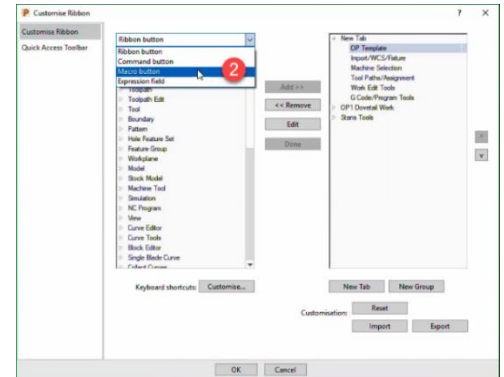 Customise Ribbon
? X
Customise Ribbon
Quick Access Toolbar
Ribbon button
Ribbon button
Command button
Macro button
Expression field
2
Toolpath
Toolpath Edit
Tool
Boundary
Pattern
Hole Feature Set
Feature Group
Workplane
Model
Stock Model
Machine Tool
Simulation
NC Program
View
Curve Editor
Curve Tools
Block Editor
Single Blade Curve
Collect Curves
Add >>
<< Remove
Edit
Done
New Tab
OP Template
Import/WCS/Fixture
Machine Selection
Tool Paths/Assignment
Work Edit Tools
G Code/Program Tools
OP1 Dovetail Work
Stans Tools
Keyboard shortcuts: Customise...
New Tab
New Group
Customisation:
Reset
Import
Export
OK
Cancel